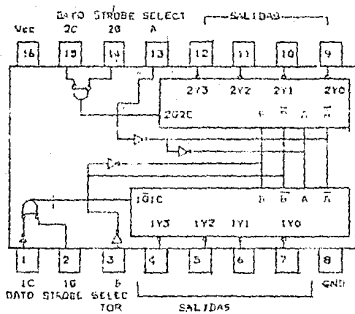 DATO STROBE SELECT SALIDAS
Vcc 2C 2G A
16 15 14 13 12 11 10 9
2Y3 2Y2 2Y1 2Y0
2G2C B B A A
1G1C B B A A
1Y3 1Y2 1Y1 1Y0
1 2 3 4 5 6 7 8
1C 1G B GND
DATO STROBE SELEC
TOR SALIDAS